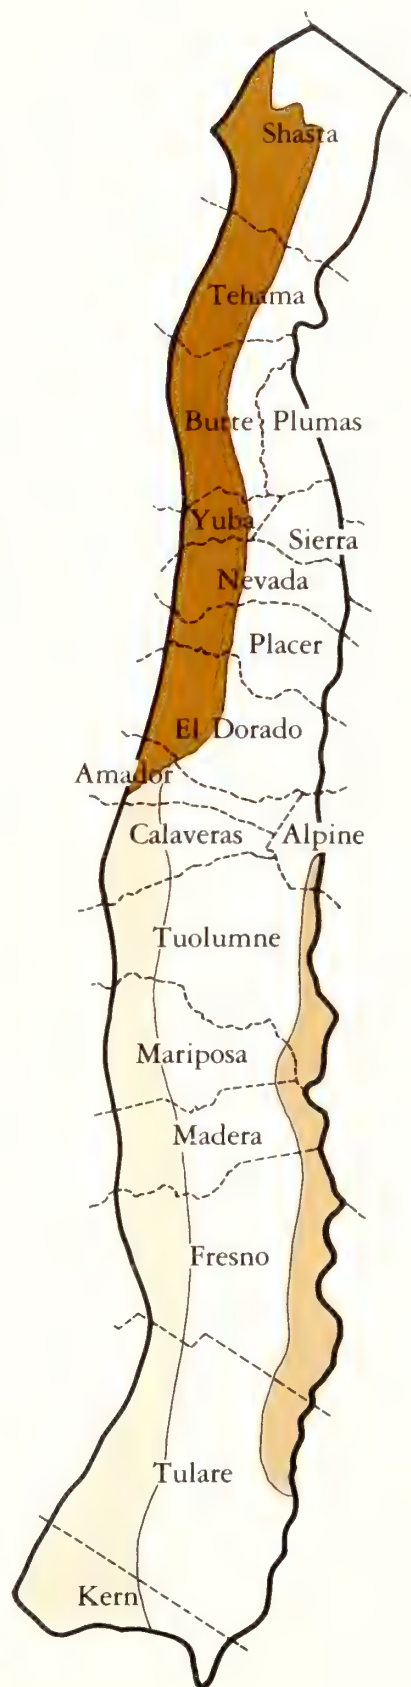 Shasta
Tehama
Butte Plumas
Yuba
Sierra
Nevada
Placer
El Dorado
Amador
Calaveras Alpine
Tuolumne
Mariposa
Madera
Fresno
Tulare
Kern